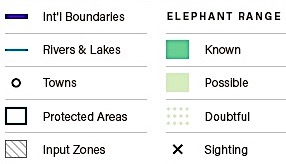 Int'l Boundaries
Rivers & Lakes
Towns
Protected Areas
Input Zones
ELEPHANT RANGE
Known
Possible
Doubtful
Sighting